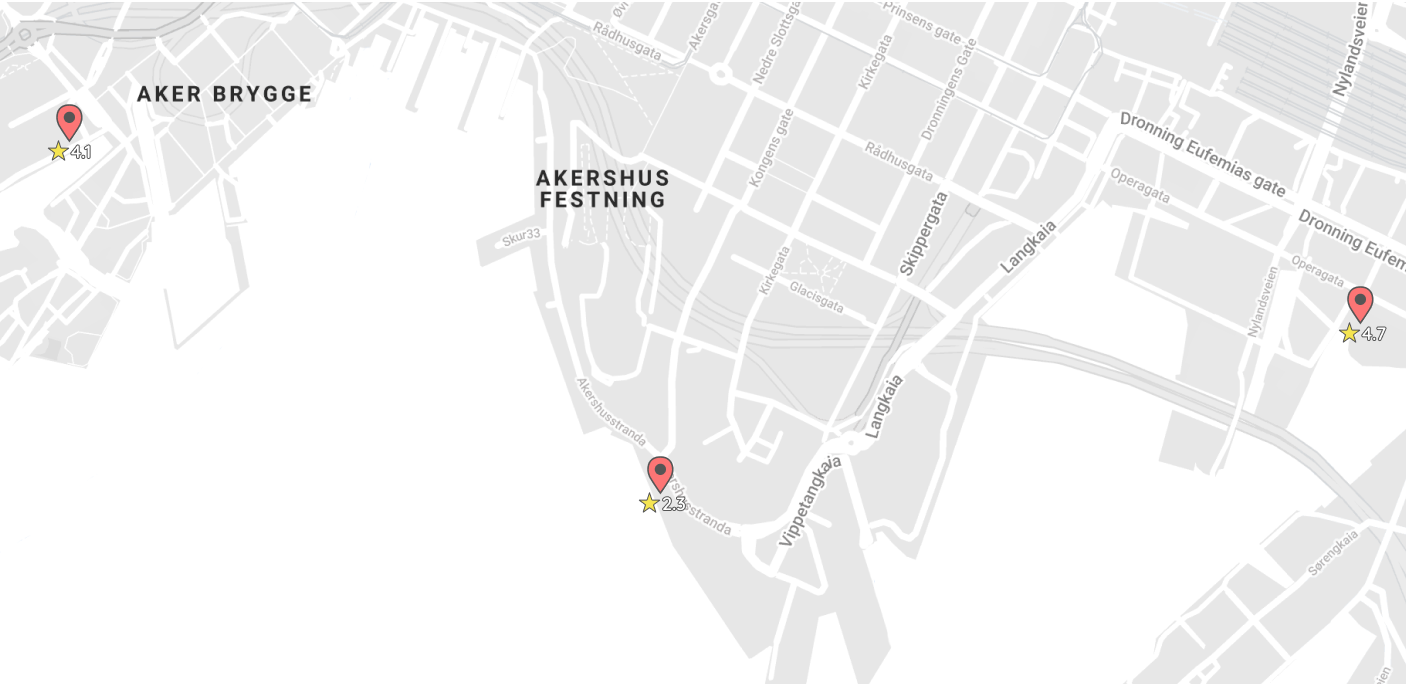 Rådhusgata
Akersga
Nedre Slottsga
Prinsens gate
Kirkegata
Dronningens Gate
Nylandsveien
AKER BRYGGE
4.1
Kongens gate
Rådhusgata
Dronning Eufemias gate
Operagata
AKERSHUS
FESTNING
Skippergata
Skur33
Langkaia
Dronning Eufem
Kirkegata
Glacisgata
Operagata
Nylandsveien
4.7
Akershusstranda
Langkaia
Vippetangkaia
2.3
rshusstranda
Sørengkaia
eien